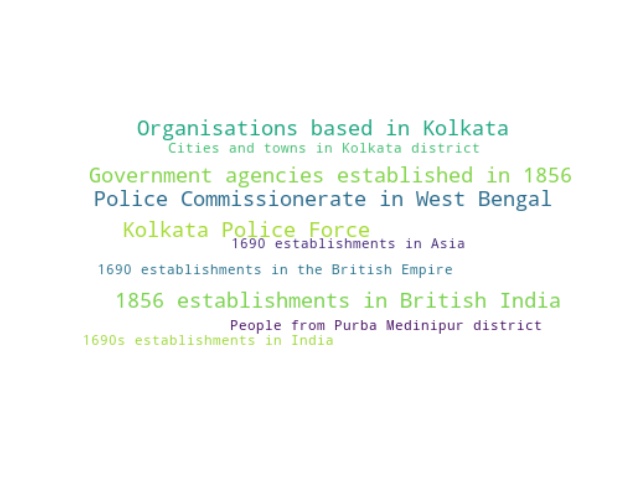 Organisations based in Kolkata
Cities and towns in Kolkata district
Government agencies established in 1856
Police Commissionerate in West Bengal
Kolkata Police Force
1690 establishments in Asia
1690 establishments in the British Empire
1856 establishments in British India
People from Purba Medinipur district
1690s establishments in India